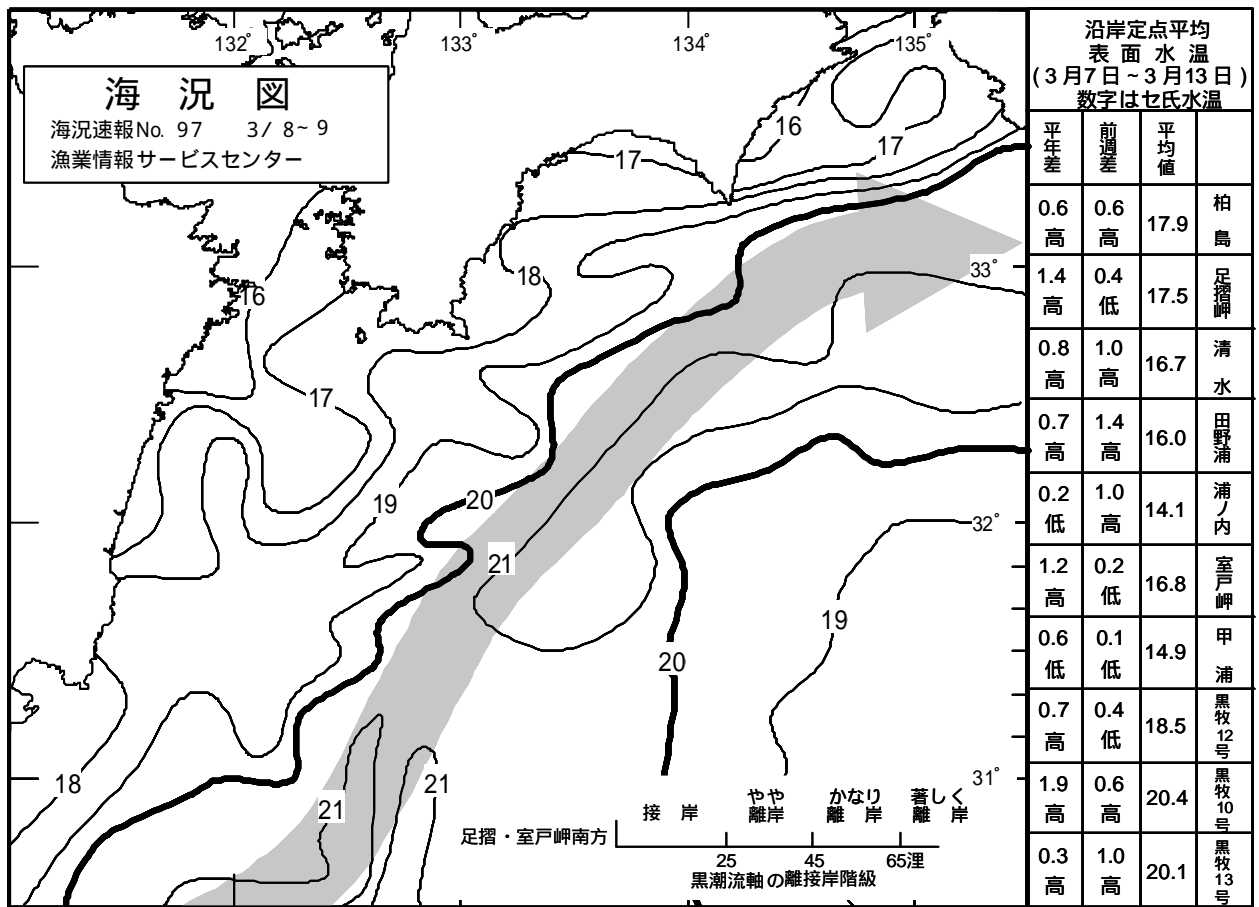 海況図
海況速報No. 97 3/ 8~ 9
漁業情報サービスセンター
132°
133°
134°
135°
16
17
17
18
33°
16
17
19
20
32°
21
19
20
18
21
21
31°
接岸
やや離岸
かなり離岸
著しく離岸
足摺・室戸岬南方
25 45 65浬
黒潮流軸の離接岸階級
沿岸定点平均
表面水温
(3月7日~3月13日)
数字はセ氏水温
平年差 前週差 平均値
0.6高 0.6高 17.9 柏島
1.4高 0.4低 17.5 足摺岬
0.8高 1.0高 16.7 清水
0.7高 1.4高 16.0 田野浦
0.2低 1.0高 14.1 浦ノ内
1.2高 0.2低 16.8 室戸岬
0.6低 0.1低 14.9 甲浦
0.7高 0.4低 18.5 黒牧12号
1.9高 0.6高 20.4 黒牧10号
0.3高 1.0高 20.1 黒牧13号